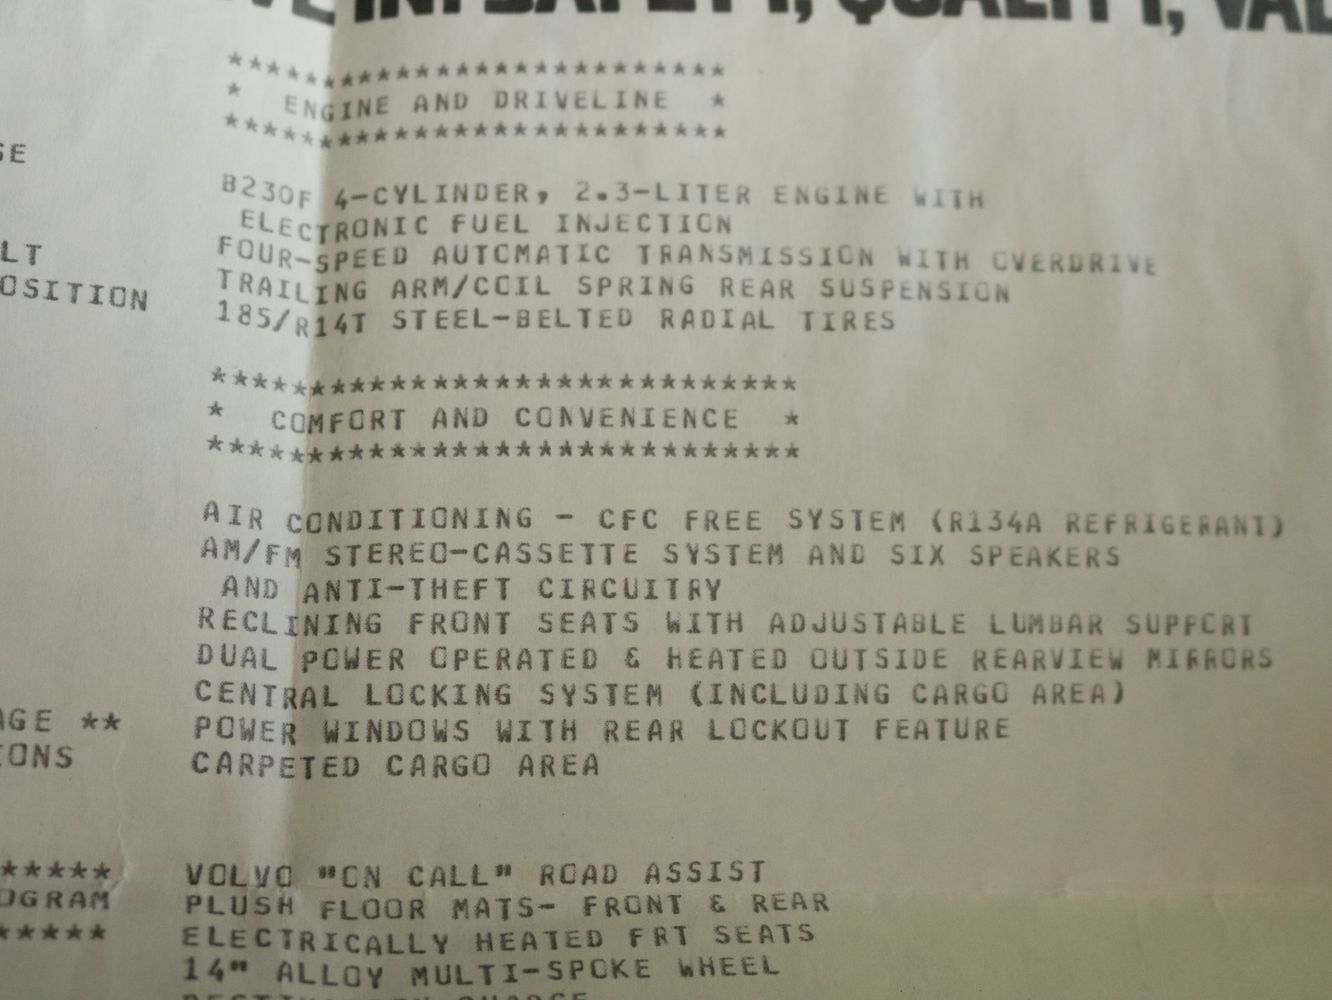 IN: SAFETY, QUALITY, VAL
**************************
* ENGINE AND DRIVELINE *
**************************
GE
B230F 4-CYLINDER, 2.3-LITER ENGINE WITH
ELECTRONIC FUEL INJECTION
LT
FOUR-SPEED AUTOMATIC TRANSMISSION WITH OVERDRIVE
OSITION
TRAILING ARM/COIL SPRING REAR SUSPENSION
185/R14T STEEL-BELTED RADIAL TIRES
*****************************
* COMFORT AND CONVENIENCE *
*****************************
AIR CONDITIONING - CFC FREE SYSTEM (R134A REFRIGERANT)
AM/FM STEREO-CASSETTE SYSTEM AND SIX SPEAKERS
AND ANTI-THEFT CIRCUITRY
RECLINING FRONT SEATS WITH ADJUSTABLE LUMBAR SUPPORT
DUAL POWER OPERATED & HEATED OUTSIDE REARVIEW MIRRORS
CENTRAL LOCKING SYSTEM (INCLUDING CARGO AREA)
AGE ** POWER WINDOWS WITH REAR LOCKOUT FEATURE
IONS CARPETED CARGO AREA
***** VOLVO "ON CALL" ROAD ASSIST
OGRAM PLUSH FLOOR MATS- FRONT & REAR
***** ELECTRICALLY HEATED FRT SEATS
14" ALLOY MULTI-SPOKE WHEEL